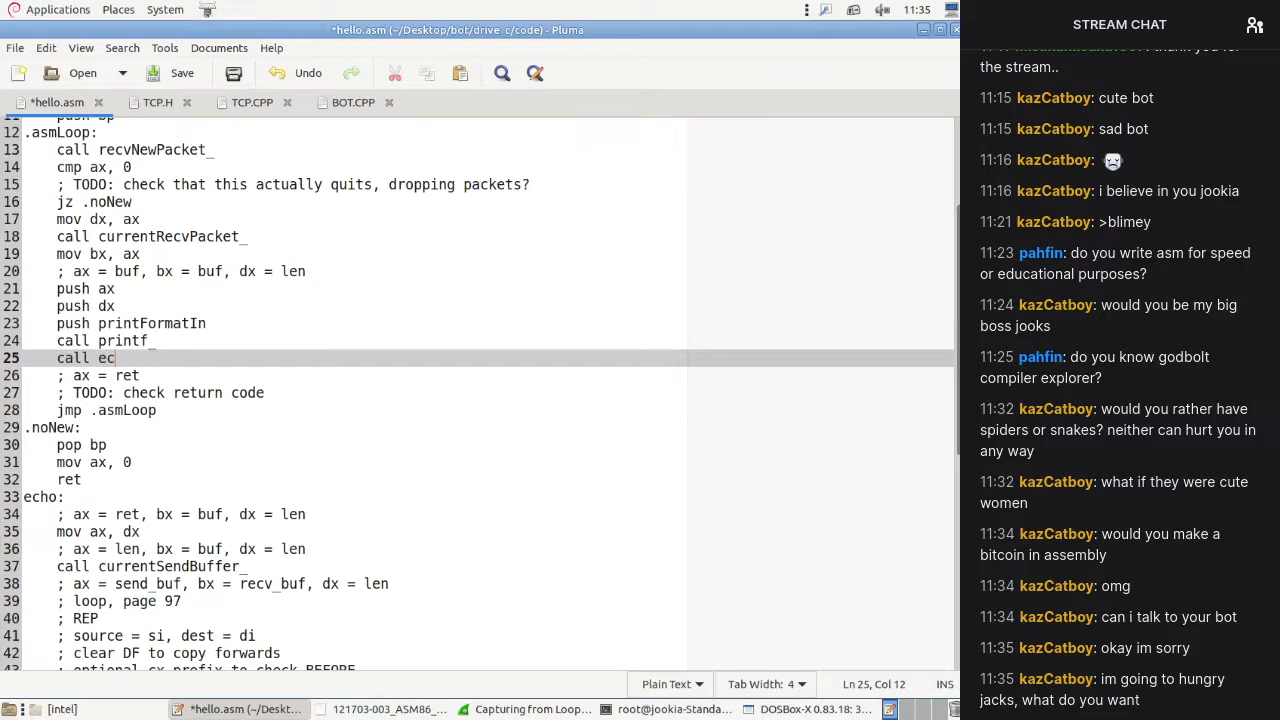 Applications Places System
11:35
*hello.asm (~/Desktop/bot/drive_c/code) - Pluma
File Edit View Search Tools Documents Help
Open Save Undo
*hello.asm TCP.H TCP.CPP BOT.CPP
11 push bp
12 .asmLoop:
13 call recvNewPacket_
14 cmp ax, 0
15 ; TODO: check that this actually quits, dropping packets?
16 jz .noNew
17 mov dx, ax
18 call currentRecvPacket_
19 mov bx, ax
20 ; ax = buf, bx = buf, dx = len
21 push ax
22 push dx
23 push printFormatIn
24 call printf_
25 call ec
26 ; ax = ret
27 ; TODO: check return code
28 jmp .asmLoop
29 .noNew:
30 pop bp
31 mov ax, 0
32 ret
33 echo:
34 ; ax = ret, bx = buf, dx = len
35 mov ax, dx
36 ; ax = len, bx = buf, dx = len
37 call currentSendBuffer_
38 ; ax = send_buf, bx = recv_buf, dx = len
39 ; loop, page 97
40 ; REP
41 ; source = si, dest = di
42 ; clear DF to copy forwards
43 ; optional cx prefix to check BEFORE
Plain Text Tab Width: 4 Ln 25, Col 12 INS
[intel] *hello.asm (~/Deskt... 121703-003_ASM86_... Capturing from Loop... root@jookia-Standa... DOSBox-X 0.83.18: 3...
STREAM CHAT
the stream..
11:15 kazCatboy: cute bot
11:15 kazCatboy: sad bot
11:16 kazCatboy:
11:16 kazCatboy: i believe in you jookia
11:21 kazCatboy: >blimey
11:23 pahfin: do you write asm for speed
or educational purposes?
11:24 kazCatboy: would you be my big
boss jooks
11:25 pahfin: do you know godbolt
compiler explorer?
11:32 kazCatboy: would you rather have
spiders or snakes? neither can hurt you in
any way
11:32 kazCatboy: what if they were cute
women
11:34 kazCatboy: would you make a
bitcoin in assembly
11:34 kazCatboy: omg
11:34 kazCatboy: can i talk to your bot
11:35 kazCatboy: okay im sorry
11:35 kazCatboy: im going to hungry
jacks, what do you want